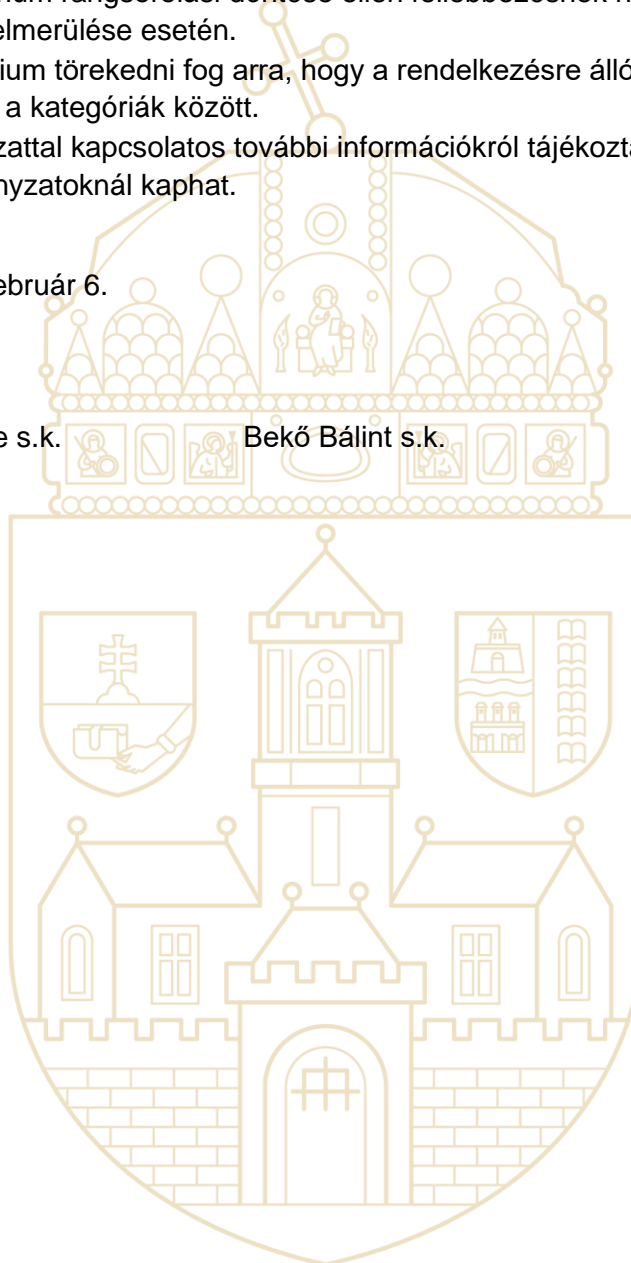 elmerülése esetén.
ium törekedni fog arra, hogy a rendelkezésre álló
a kategóriák között.
zattal kapcsolatos további információkról tájékozta
nyzatoknál kaphat.
ebruár 6.
e s.k. Bekő Bálint s.k.